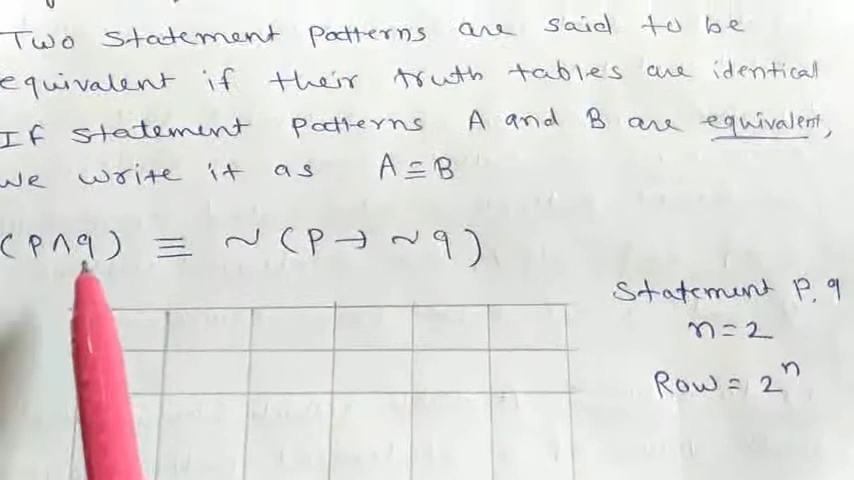 Two statement patterns are said to be
equivalent if their truth tables are identical
If statement patterns A and B are equivalent,
we write it as A ≡ B
(p ∧ q) ≡ ~ (p → ~ q)
Statement p, q
n = 2
Row = 2ⁿ